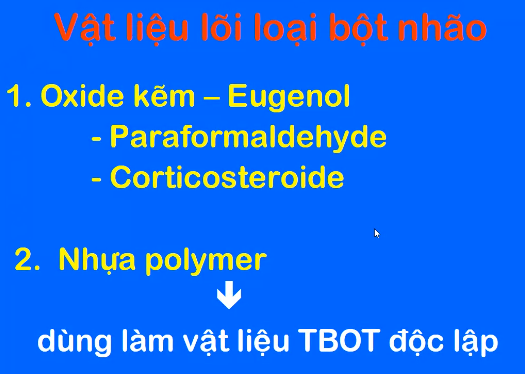 Vật liệu lõi loại bột nhão
1. Oxide kẽm – Eugenol
- Paraformaldehyde
- Corticosteroide
2. Nhựa polymer
dùng làm vật liệu TBOT độc lập